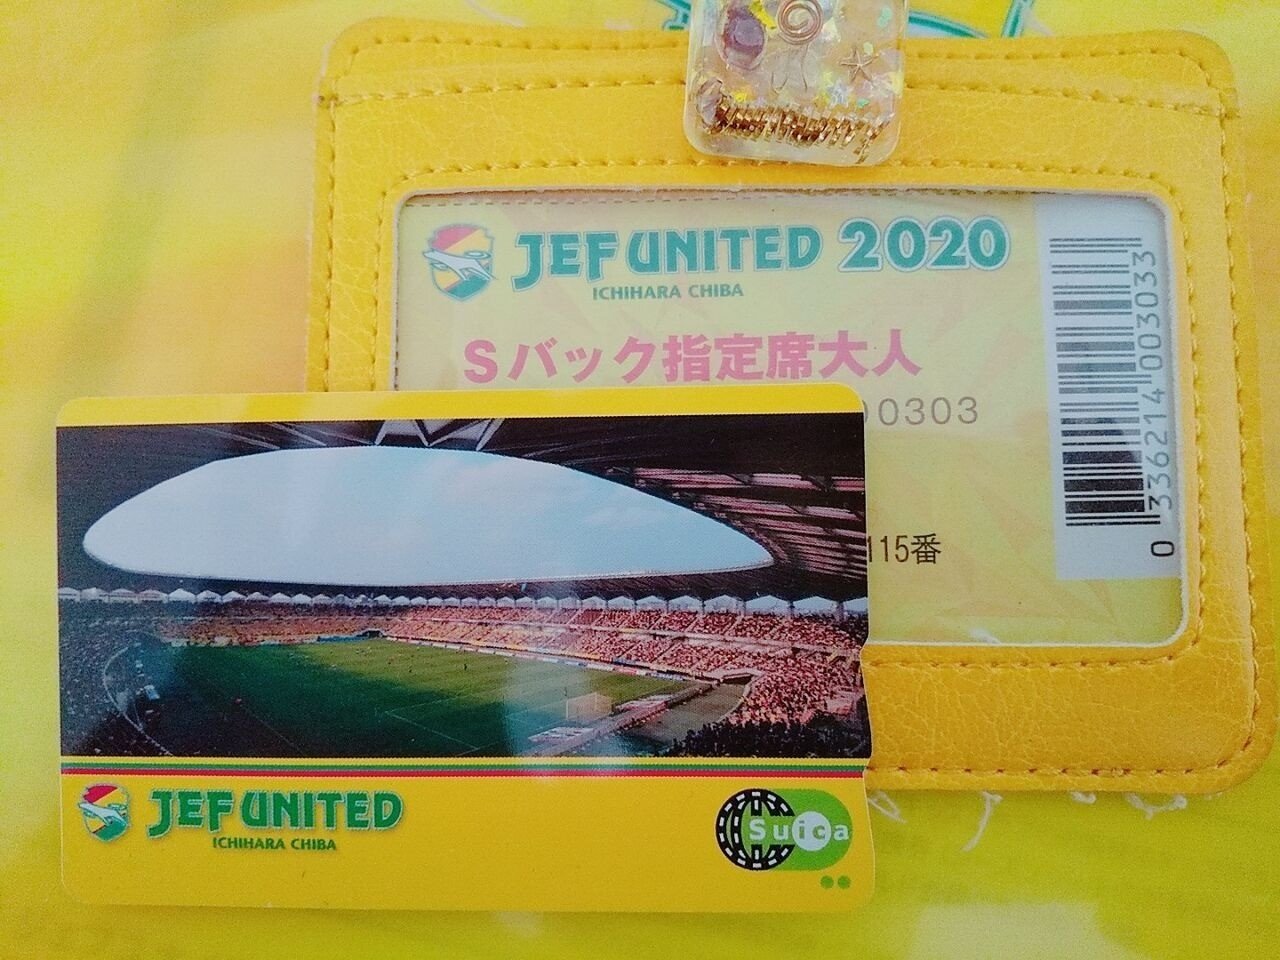 JEF UNITED 2020
ICHIHARA CHIBA
Sバック指定席大人
00303
115番
0 336214 003033
JEF UNITED
ICHIHARA CHIBA
Suica